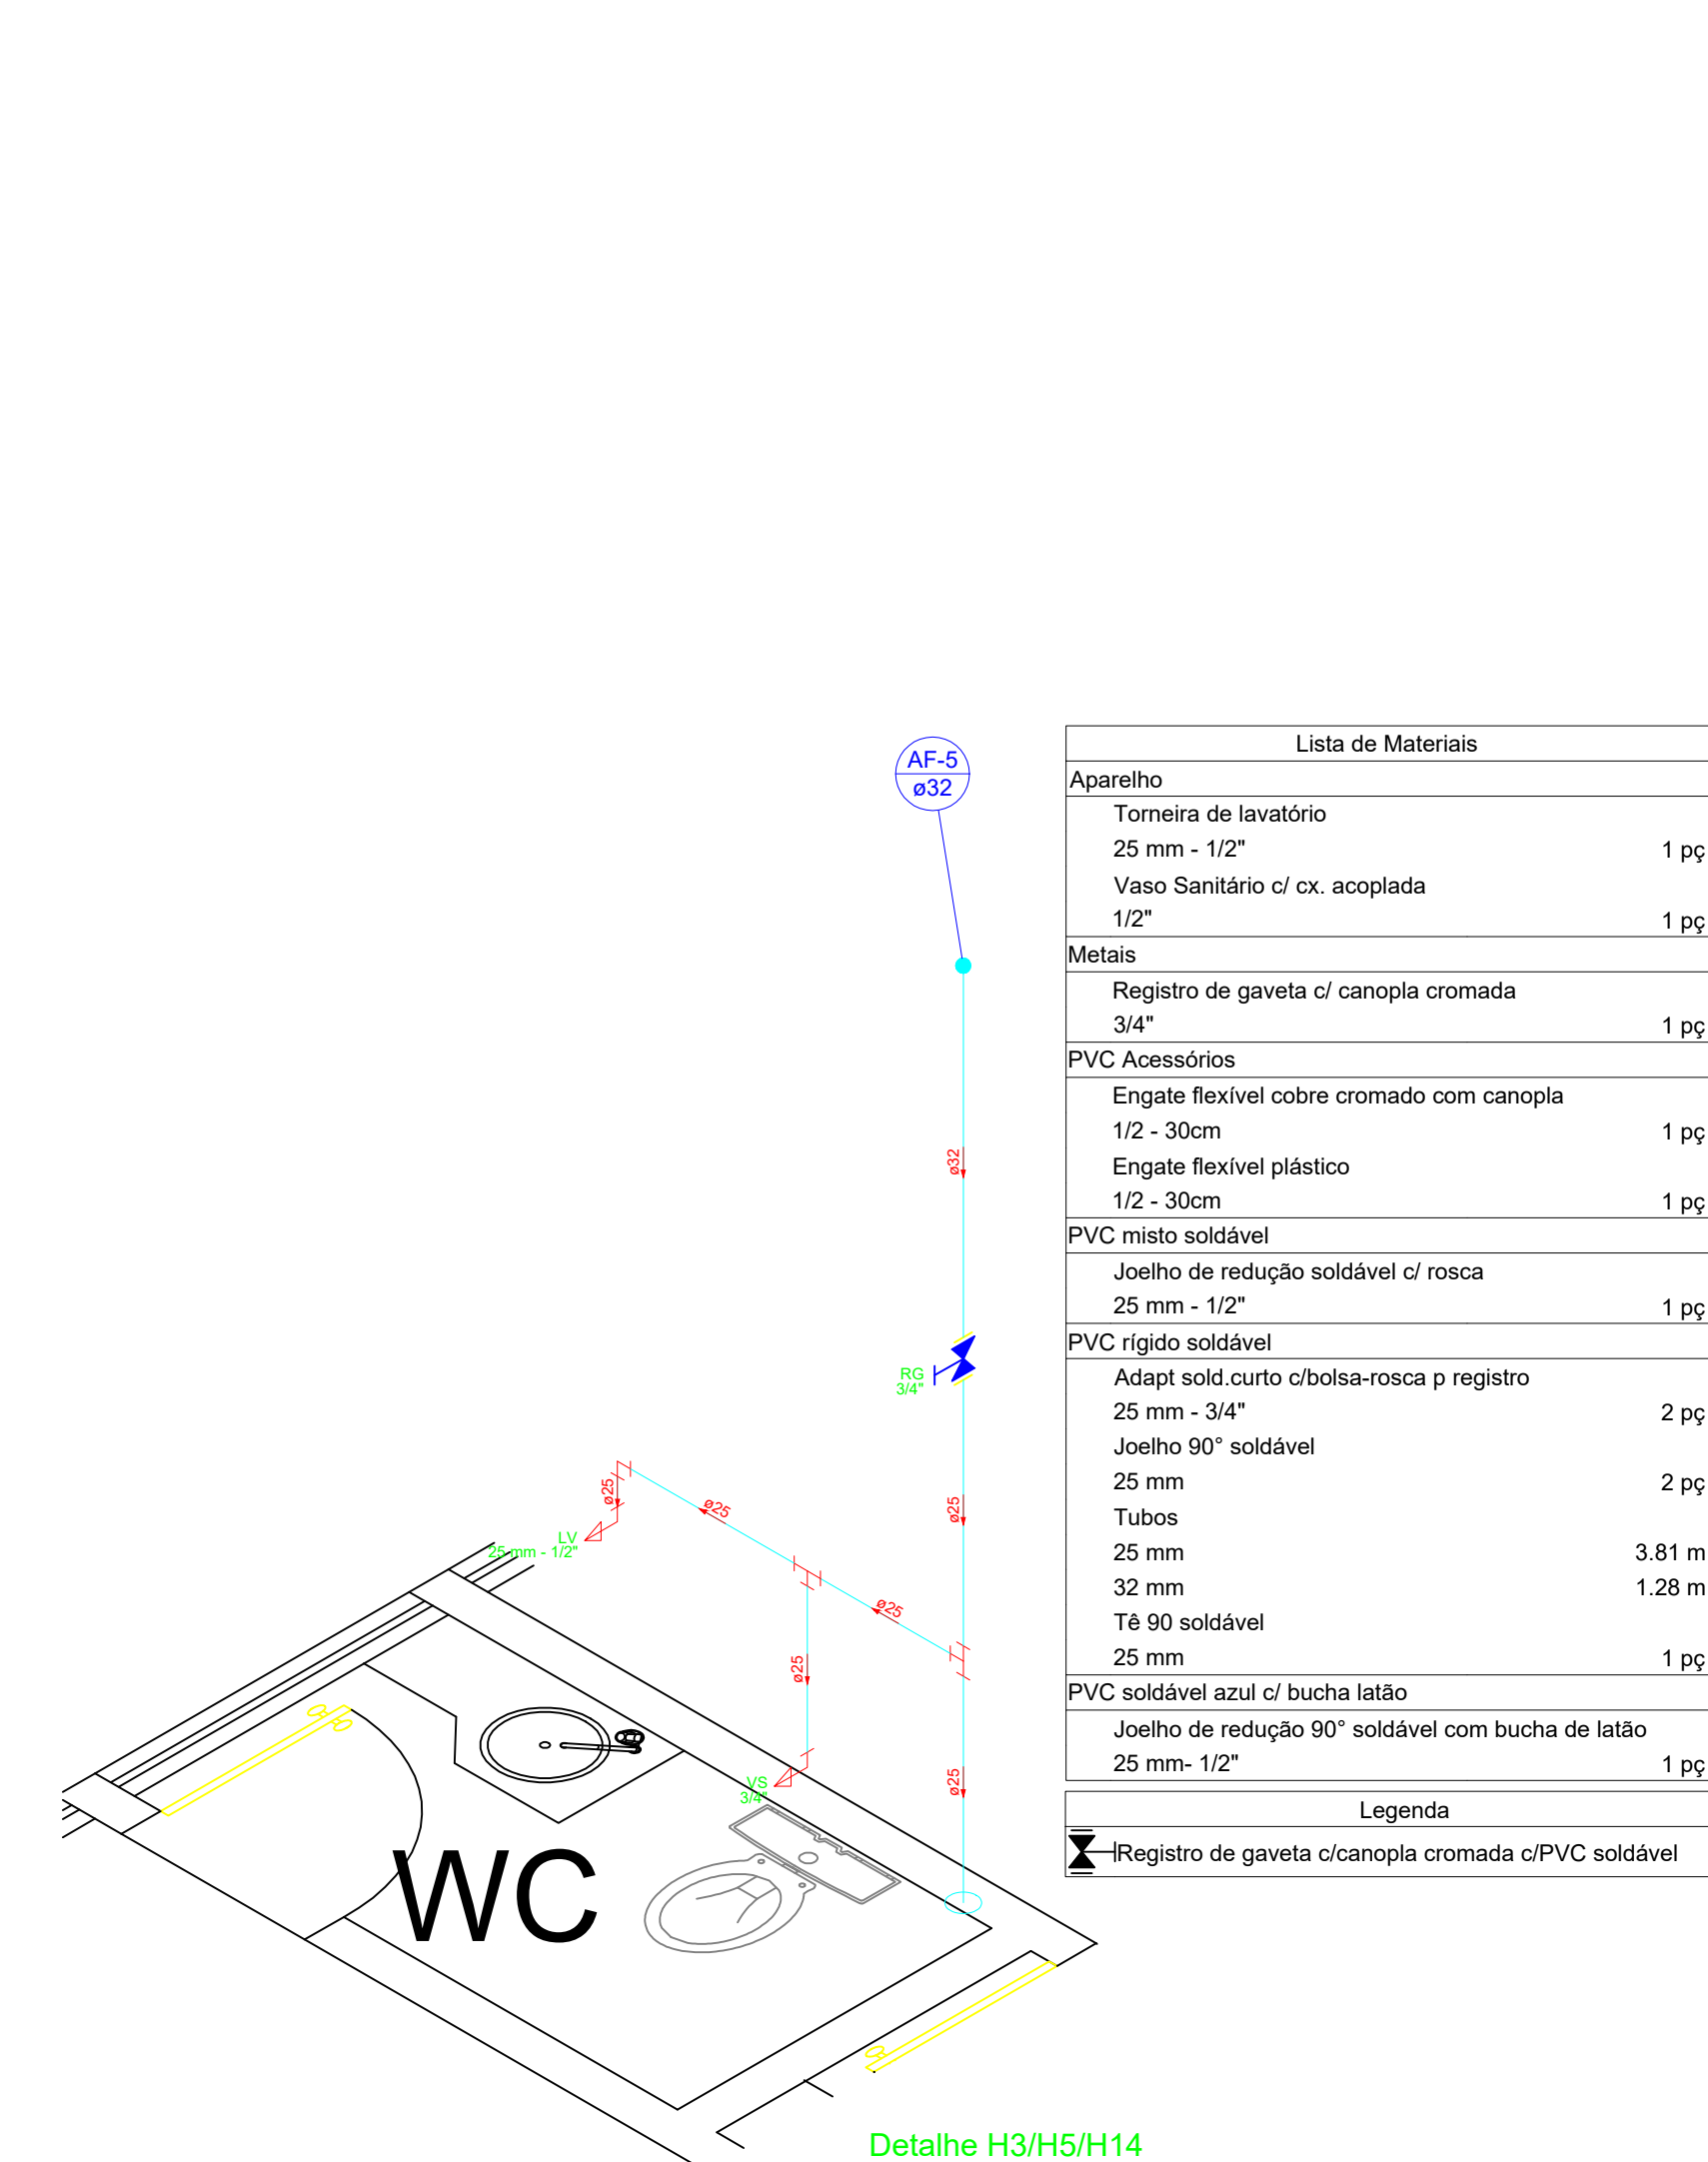 AF-5
ø32
ø32
RG
3/4"
ø25
ø25
ø25
LV
25 mm - 1/2"
ø25
ø25
VS
3/4"
ø25
WC
Detalhe H3/H5/H14
Lista de Materiais
Aparelho
Torneira de lavatório
25 mm - 1/2" 1 pç
Vaso Sanitário c/ cx. acoplada
1/2" 1 pç
Metais
Registro de gaveta c/ canopla cromada
3/4" 1 pç
PVC Acessórios
Engate flexível cobre cromado com canopla
1/2 - 30cm 1 pç
Engate flexível plástico
1/2 - 30cm 1 pç
PVC misto soldável
Joelho de redução soldável c/ rosca
25 mm - 1/2" 1 pç
PVC rígido soldável
Adapt sold.curto c/bolsa-rosca p registro
25 mm - 3/4" 2 pç
Joelho 90° soldável
25 mm 2 pç
Tubos
25 mm 3.81 m
32 mm 1.28 m
Tê 90 soldável
25 mm 1 pç
PVC soldável azul c/ bucha latão
Joelho de redução 90° soldável com bucha de latão
25 mm- 1/2" 1 pç
Legenda
Registro de gaveta c/canopla cromada c/PVC soldável